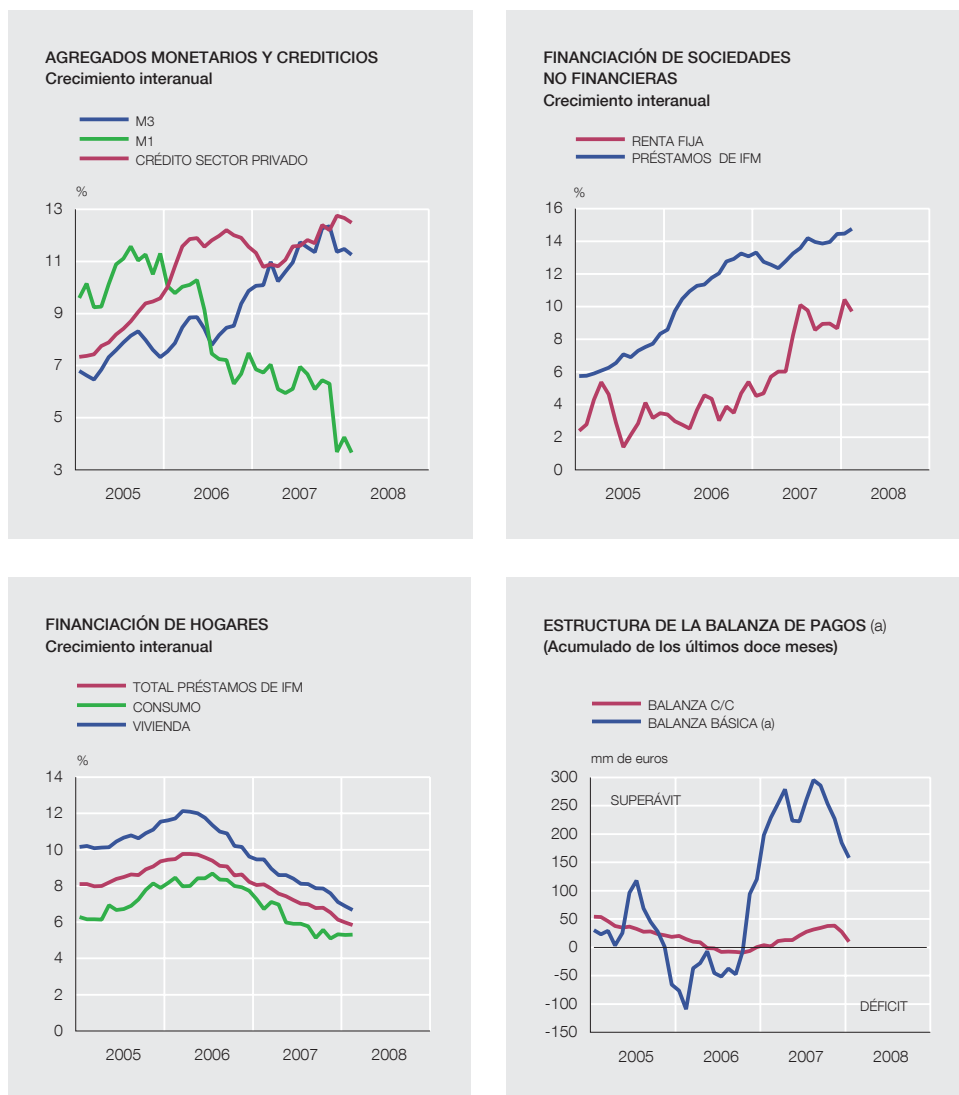 AGREGADOS MONETARIOS Y CREDITICIOS
Crecimiento interanual
M3
M1
CRÉDITO SECTOR PRIVADO
%
13
11
9
7
5
3
2005 2006 2007 2008
FINANCIACIÓN DE SOCIEDADES
NO FINANCIERAS
Crecimiento interanual
RENTA FIJA
PRÉSTAMOS DE IFM
%
16
14
12
10
8
6
4
2
0
2005 2006 2007 2008
FINANCIACIÓN DE HOGARES
Crecimiento interanual
TOTAL PRÉSTAMOS DE IFM
CONSUMO
VIVIENDA
%
14
12
10
8
6
4
2
0
2005 2006 2007 2008
ESTRUCTURA DE LA BALANZA DE PAGOS (a)
(Acumulado de los últimos doce meses)
BALANZA C/C
BALANZA BÁSICA (a)
mm de euros
300
250
200
150
100
50
0
-50
-100
-150
SUPERÁVIT
DÉFICIT
2005 2006 2007 2008